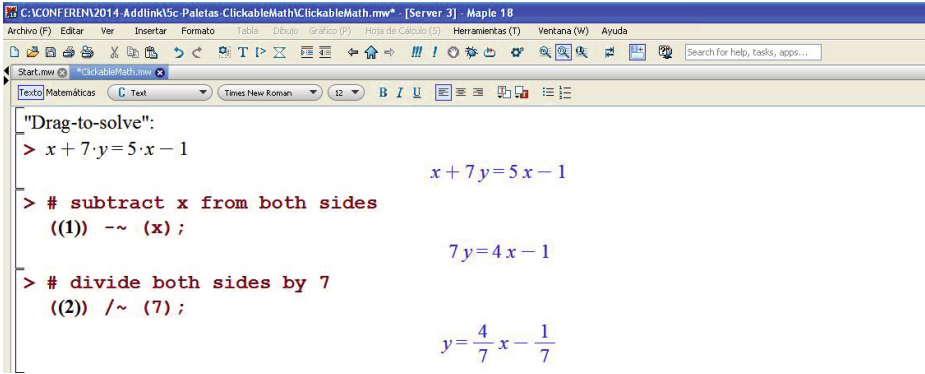 C:\CONFEREN\2014-Addlink\5c-Paletas-ClickableMath\ClickableMath.mw* - [Server 3] - Maple 18
Archivo (F) Editar Ver Insertar Formato Tabla Dibujo Gráfico (P) Hoja de Cálculo (S) Herramientas (T) Ventana (W) Ayuda
Search for help, tasks, apps...
Start.mw *ClickableMath.mw
Texto Matemáticas C Text Times New Roman 12 B I U
"Drag-to-solve":
> x + 7·y = 5·x − 1
x + 7 y = 5 x − 1
> # subtract x from both sides
((1)) -~ (x);
7 y = 4 x − 1
> # divide both sides by 7
((2)) /~ (7);
y = 4/7 x − 1/7